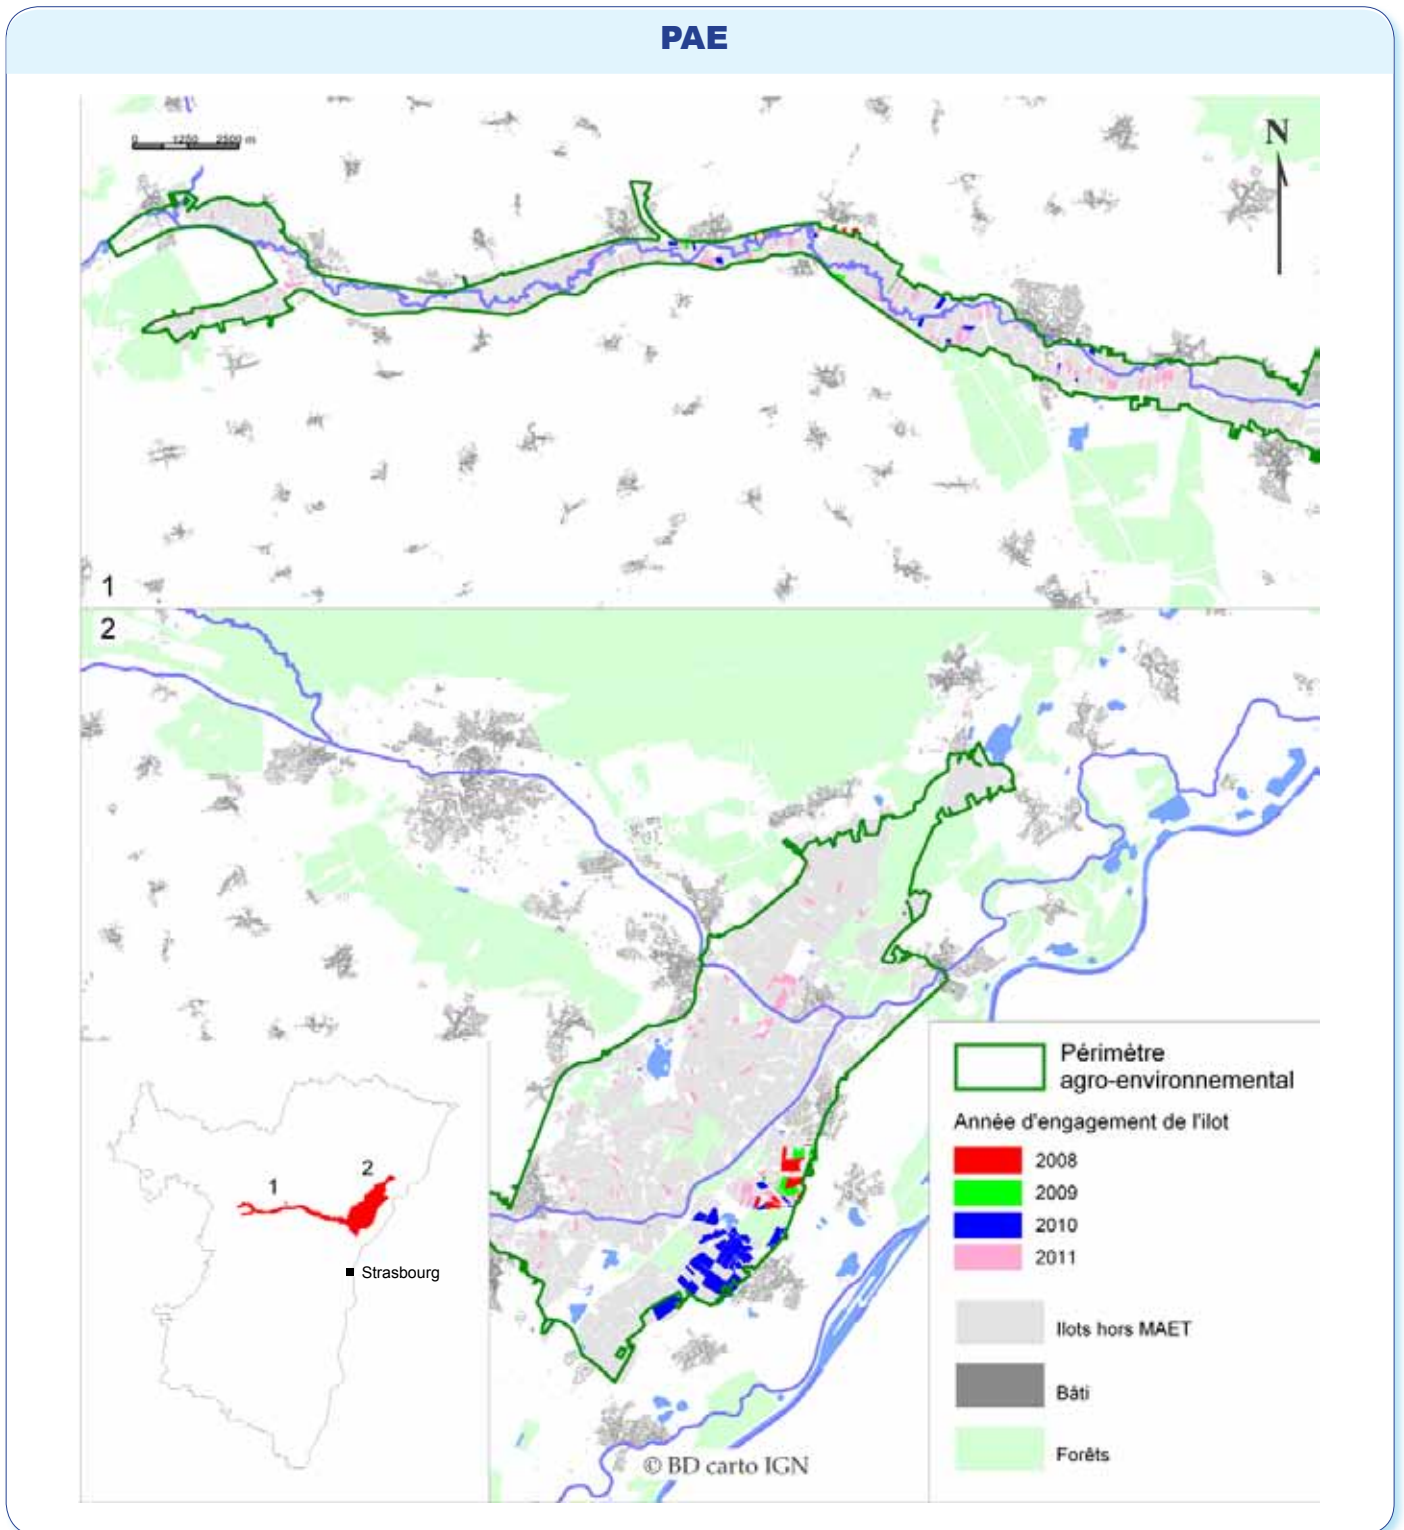 PAE
0 1250 2500 m
N
1
2
1
2
Strasbourg
Périmètre
agro-environnemental
Année d'engagement de l'ilot
2008
2009
2010
2011
Ilots hors MAET
Bâti
Forêts
© BD carto IGN